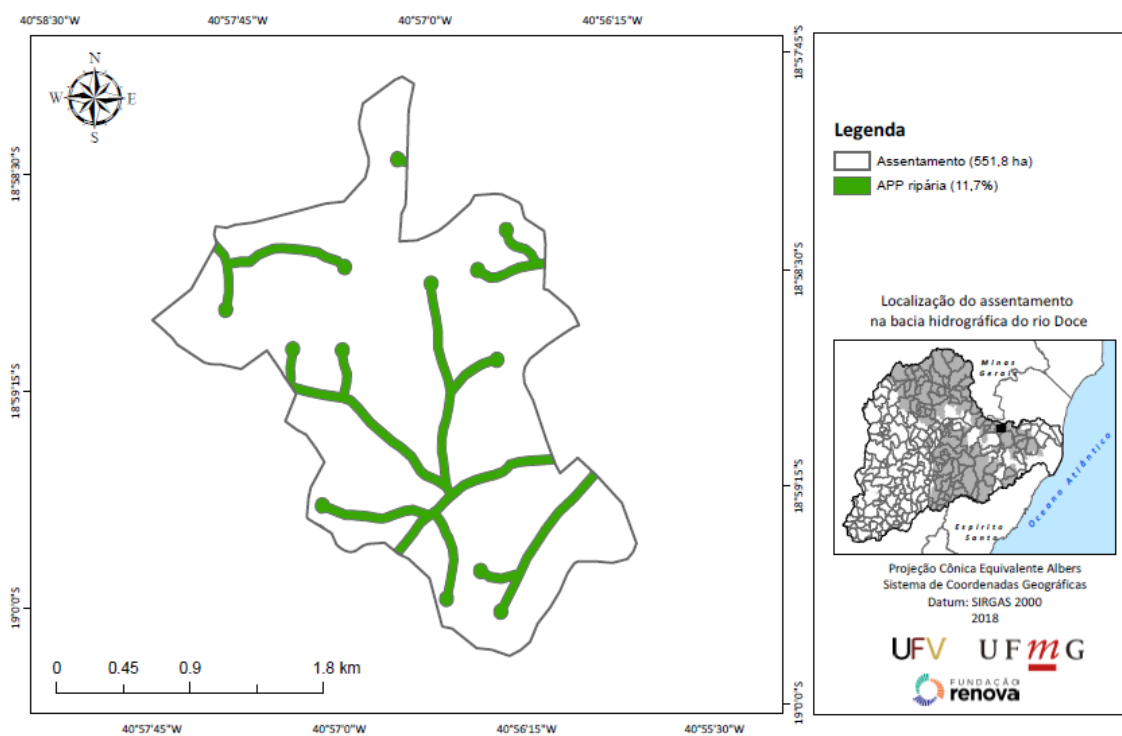 40°58'30"W 40°57'45"W 40°57'0"W 40°56'15"W
N
W E
S
18°57'45"S
18°58'30"S
18°58'30"S
18°59'15"S
18°59'15"S
19°0'0"S
19°0'0"S
0 0.45 0.9 1.8 km
40°57'45"W 40°57'0"W 40°56'15"W 40°55'30"W
Legenda
Assentamento (551,8 ha)
APP ripária (11,7%)
Localização do assentamento
na bacia hidrográfica do rio Doce
Minas
Gerais
Oceano Atlântico
Espírito
Santo
Projeção Cônica Equivalente Albers
Sistema de Coordenadas Geográficas
Datum: SIRGAS 2000
2018
UFV UFmG
FUNDAÇÃO
renova